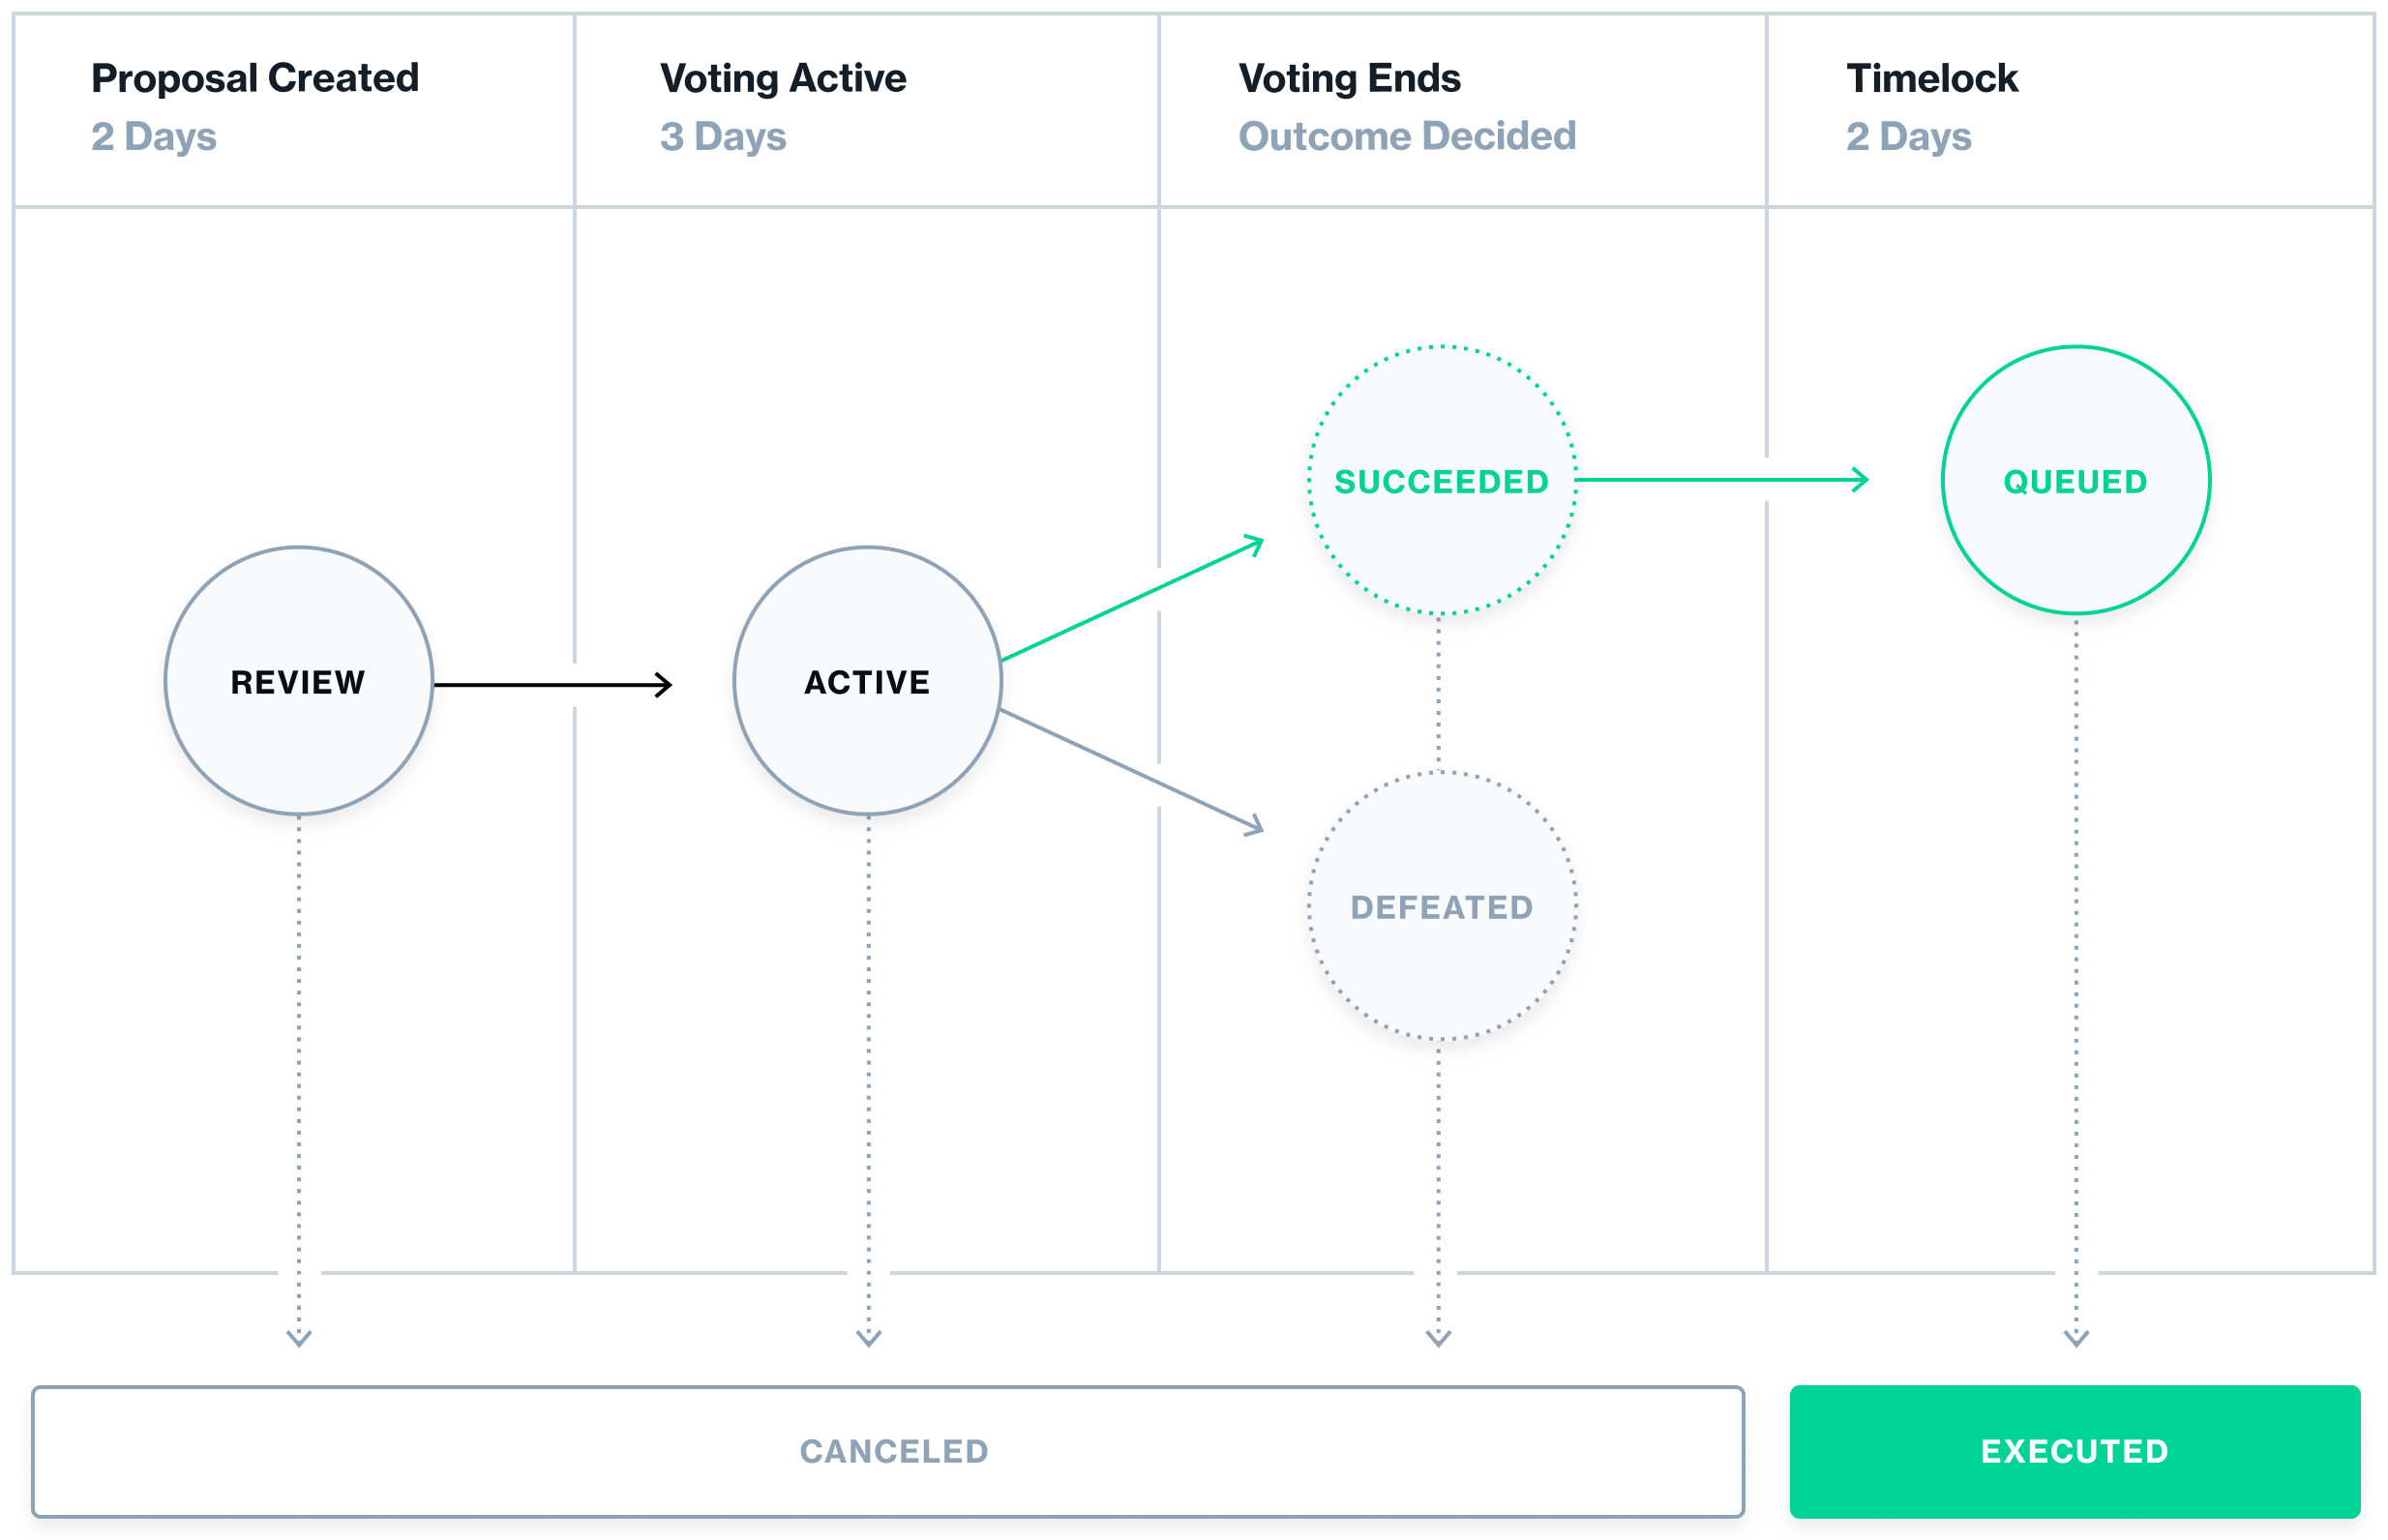 Proposal Created
2 Days
Voting Active
3 Days
Voting Ends
Outcome Decided
Timelock
2 Days
REVIEW
ACTIVE
SUCCEEDED
DEFEATED
QUEUED
CANCELED
EXECUTED